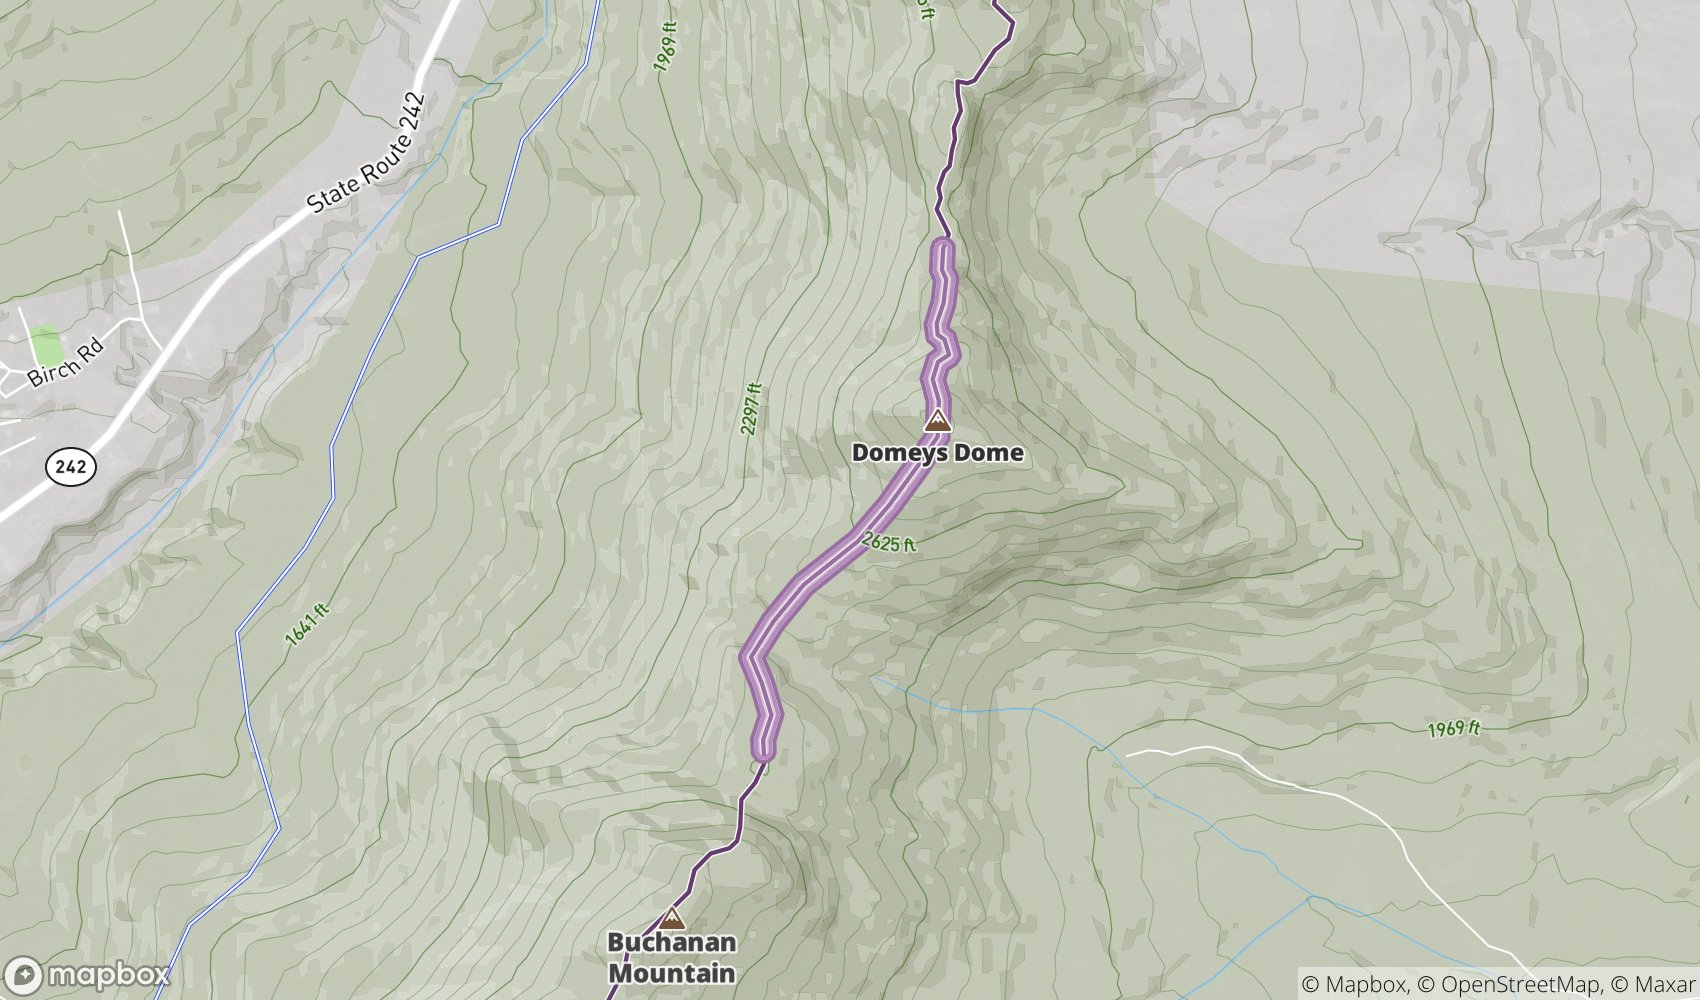 1969 ft
State Route 242
Birch Rd
242
2297 ft
Domeys Dome
2625 ft
1641 ft
1969 ft
Buchanan
Mountain
mapbox
© Mapbox, © OpenStreetMap, © Maxar